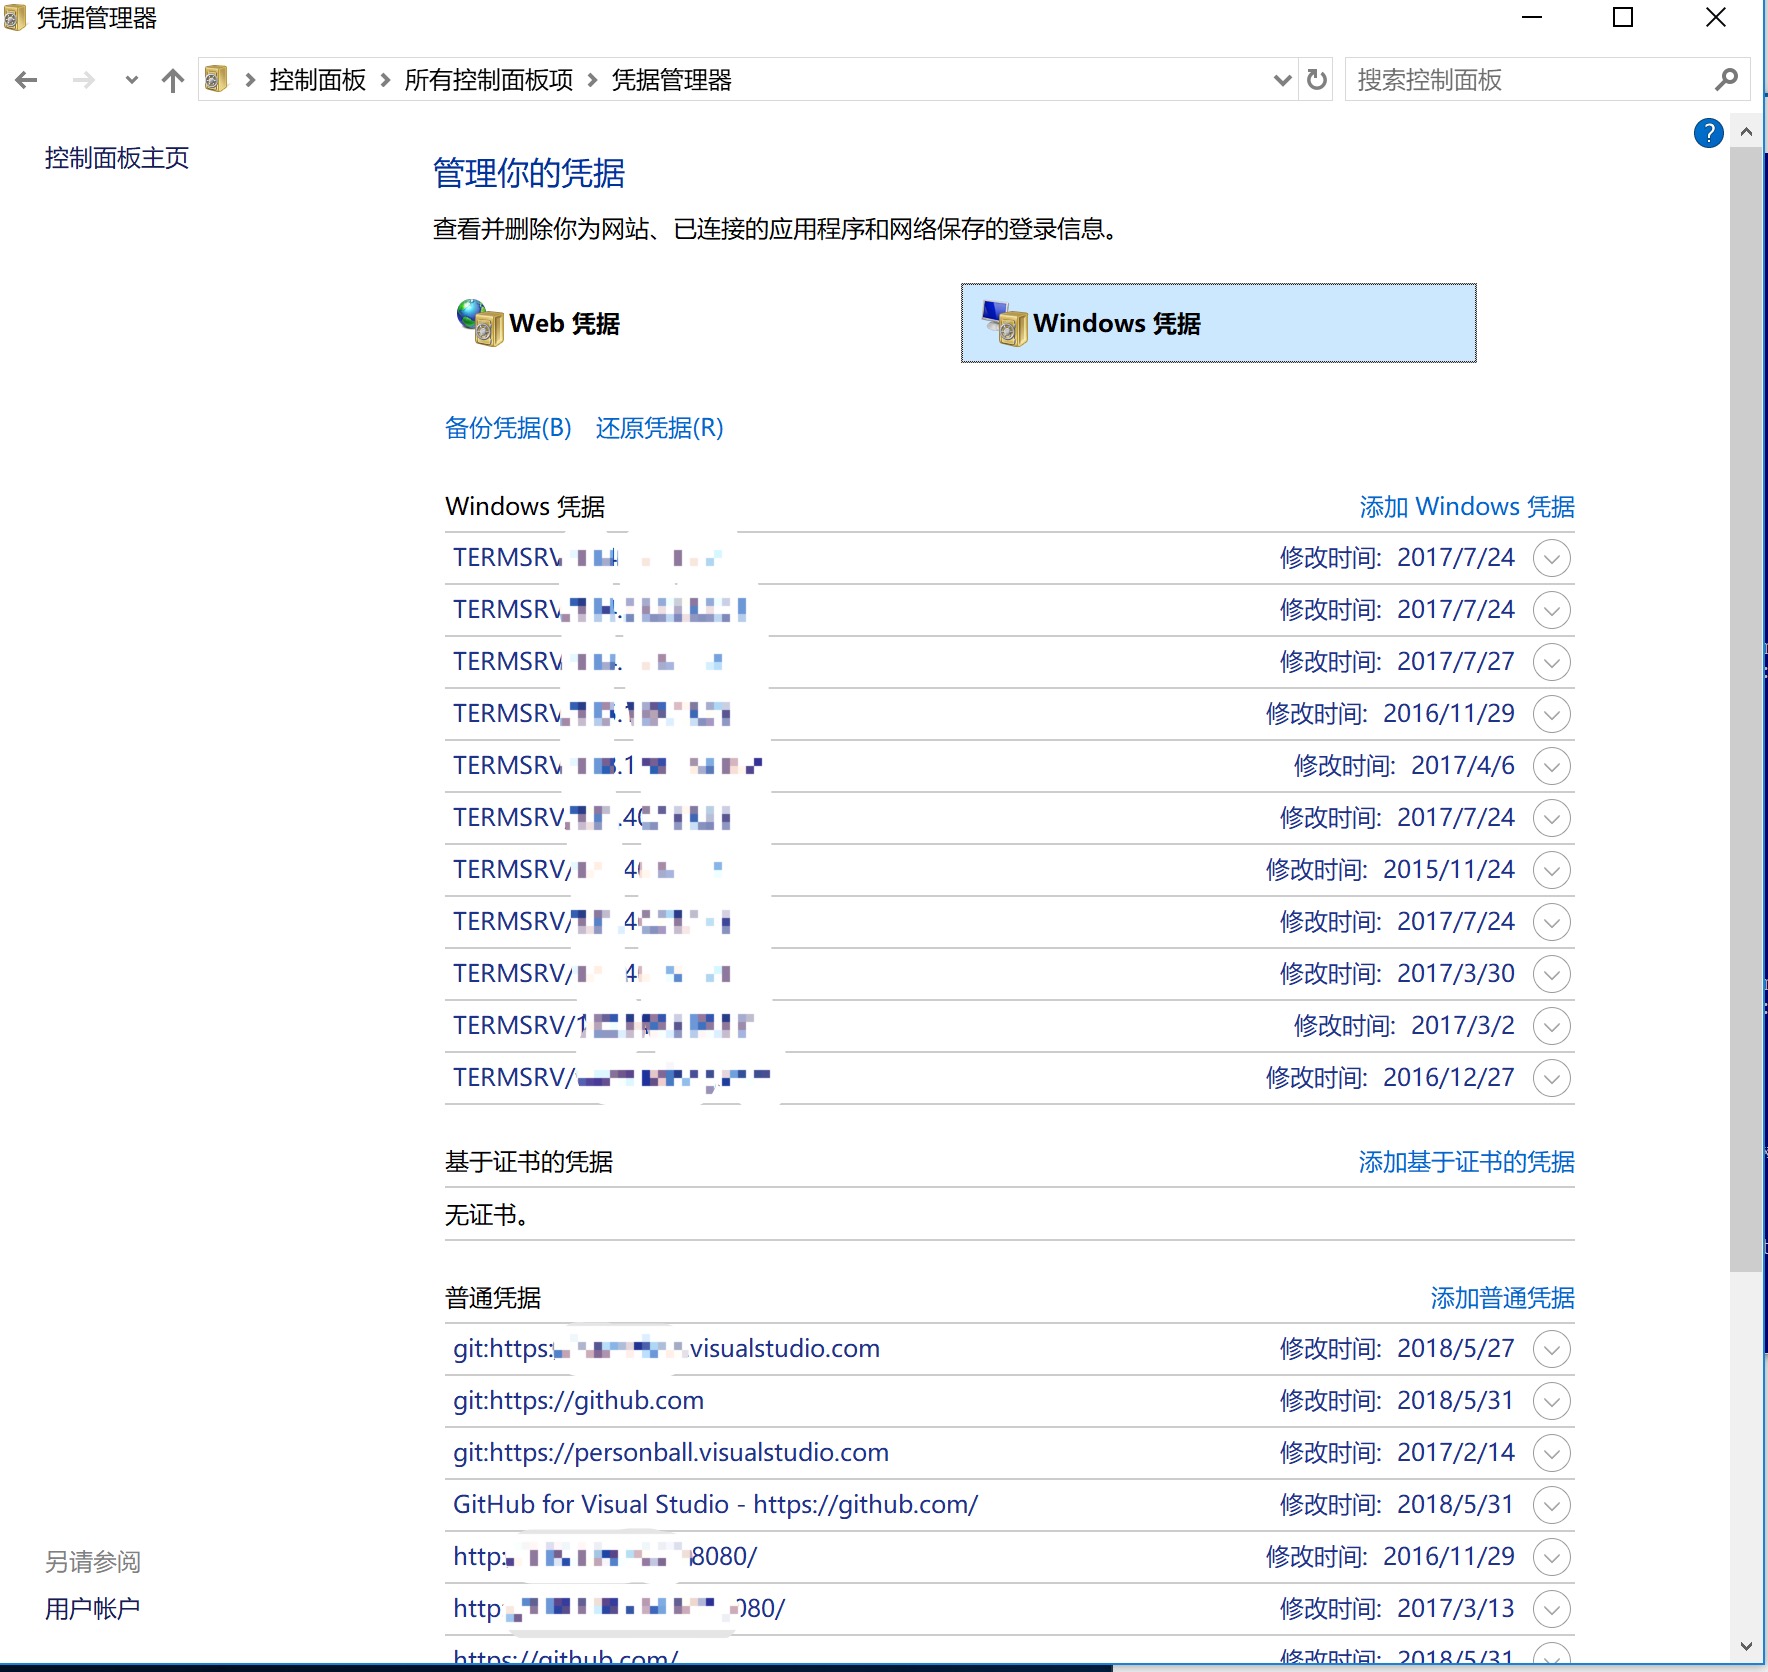 凭据管理器
控制面板 所有控制面板项 凭据管理器
搜索控制面板
?
控制面板主页
管理你的凭据
查看并删除你为网站、已连接的应用程序和网络保存的登录信息。
Web 凭据
Windows 凭据
备份凭据(B) 还原凭据(R)
Windows 凭据 添加 Windows 凭据
TERMSRV 修改时间: 2017/7/24
TERMSRV 修改时间: 2017/7/24
TERMSRV 修改时间: 2017/7/27
TERMSRV 修改时间: 2016/11/29
TERMSRV 修改时间: 2017/4/6
TERMSRV 修改时间: 2017/7/24
TERMSRV/ 修改时间: 2015/11/24
TERMSRV/ 修改时间: 2017/7/24
TERMSRV/ 修改时间: 2017/3/30
TERMSRV/ 修改时间: 2017/3/2
TERMSRV/ 修改时间: 2016/12/27
基于证书的凭据 添加基于证书的凭据
无证书。
普通凭据 添加普通凭据
git:https: .visualstudio.com 修改时间: 2018/5/27
git:https://github.com 修改时间: 2018/5/31
git:https://personball.visualstudio.com 修改时间: 2017/2/14
GitHub for Visual Studio - https://github.com/ 修改时间: 2018/5/31
http: 8080/ 修改时间: 2016/11/29
http 080/ 修改时间: 2017/3/13
https://github.com/ 修改时间: 2018/5/31
另请参阅
用户帐户